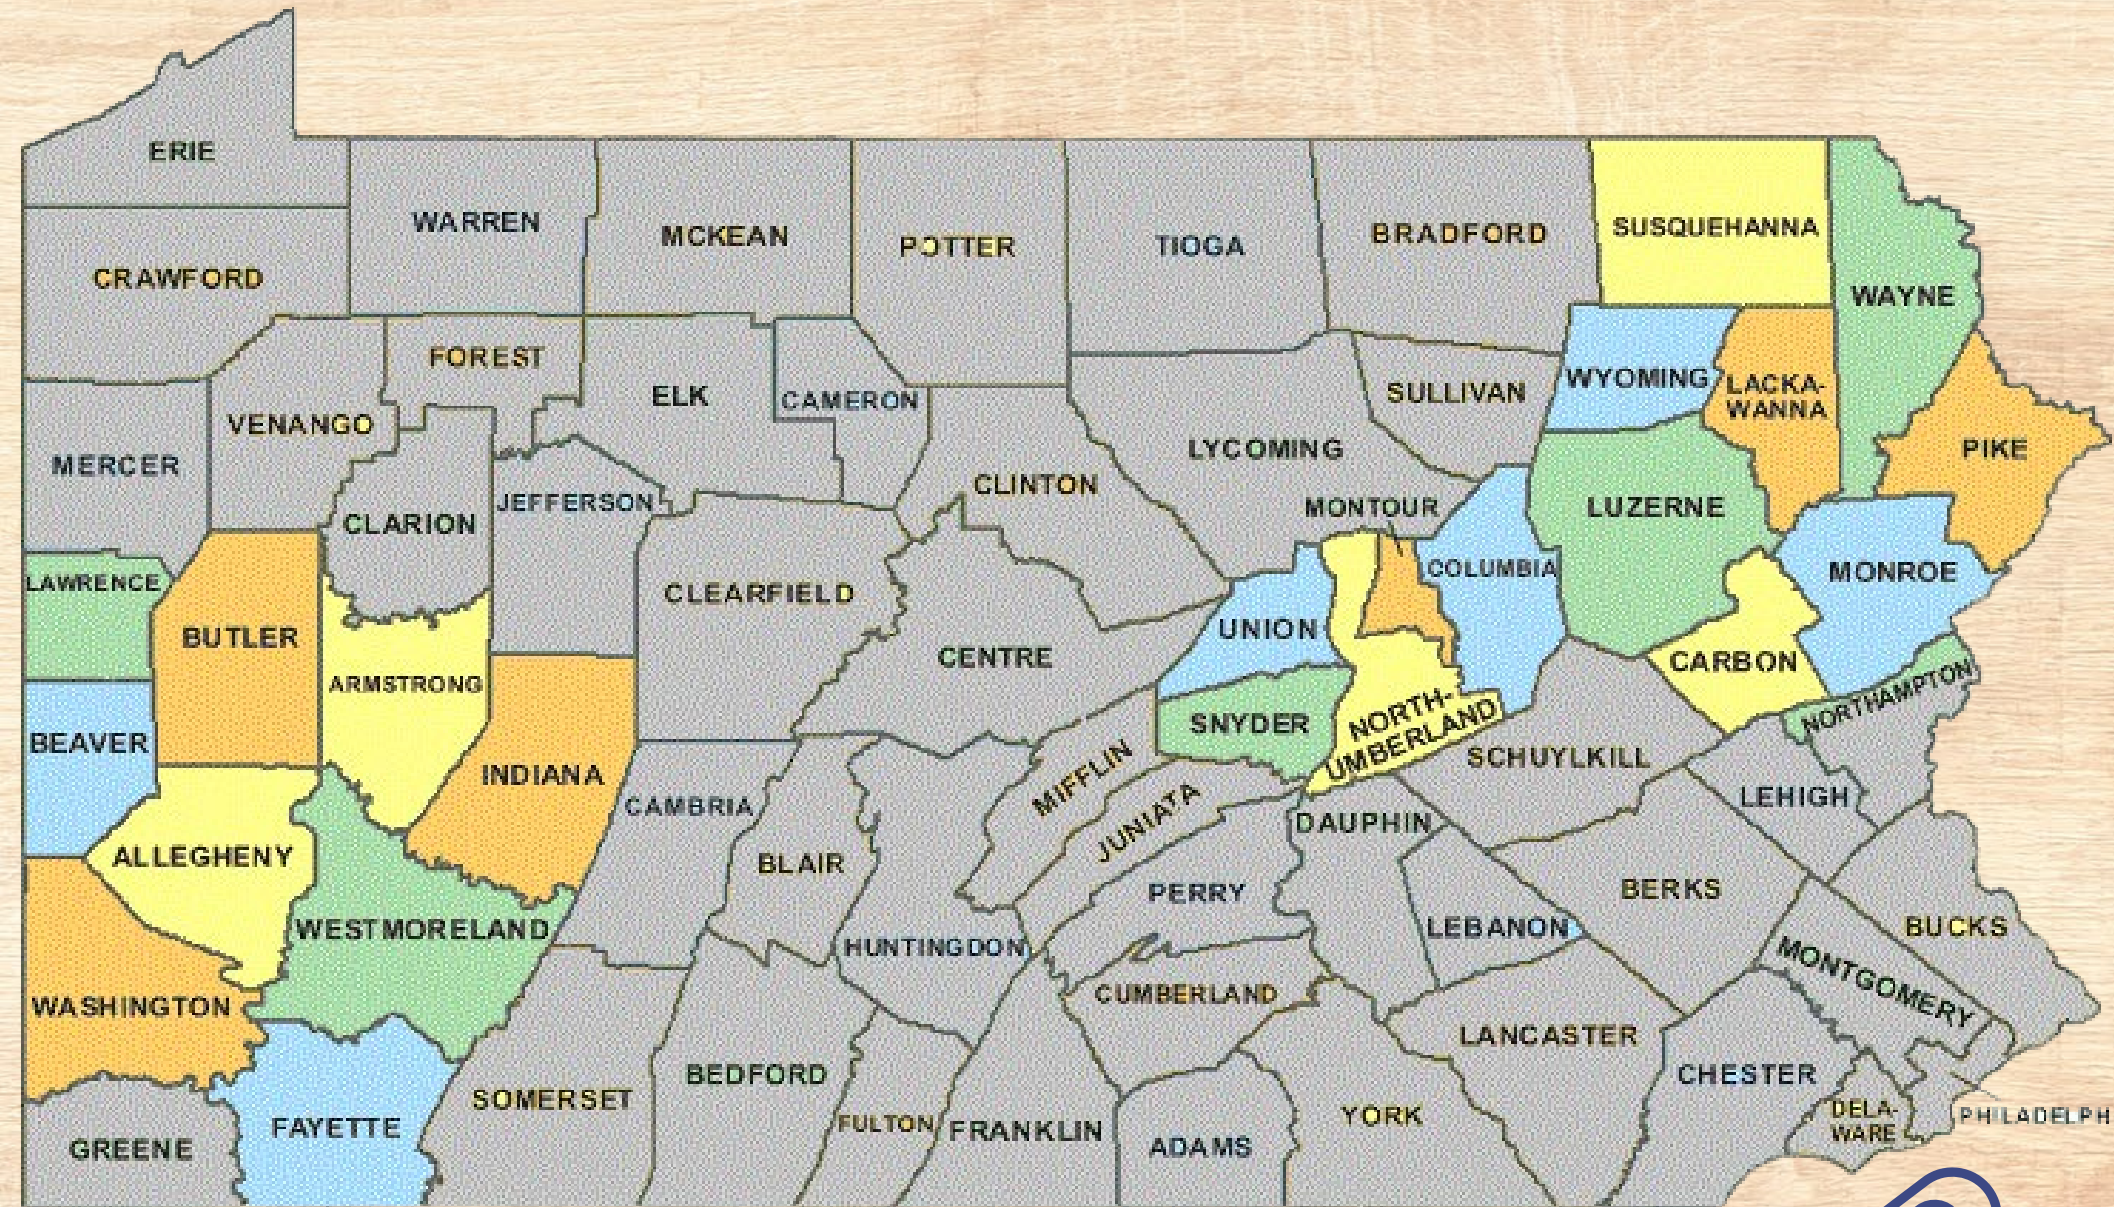 ERIE
WARREN
MCKEAN
POTTER
TIOGA
BRADFORD
SUSQUEHANNA
WAYNE
CRAWFORD
FOREST
ELK
CAMERON
SULLIVAN
WYOMING
LACKA-
WANNA
PIKE
MERCER
VENANGO
CLARION
JEFFERSON
CLINTON
LYCOMING
MONTOUR
COLUMBIA
LUZERNE
MONROE
LAWRENCE
BUTLER
ARMSTRONG
CLEARFIELD
CENTRE
UNION
SNYDER
NORTH-
UMBERLAND
CARBON
NORTHAMPTON
BEAVER
INDIANA
CAMBRIA
BLAIR
MIFFLIN
JUNIATA
SCHUYLKILL
LEHIGH
DAUPHIN
ALLEGHENY
WESTMORELAND
HUNTINGDON
PERRY
LEBANON
BERKS
BUCKS
MONTGOMERY
WASHINGTON
CUMBERLAND
LANCASTER
CHESTER
GREENE
FAYETTE
SOMERSET
BEDFORD
FULTON
FRANKLIN
ADAMS
YORK
DELA-
WARE
PHILADELPH